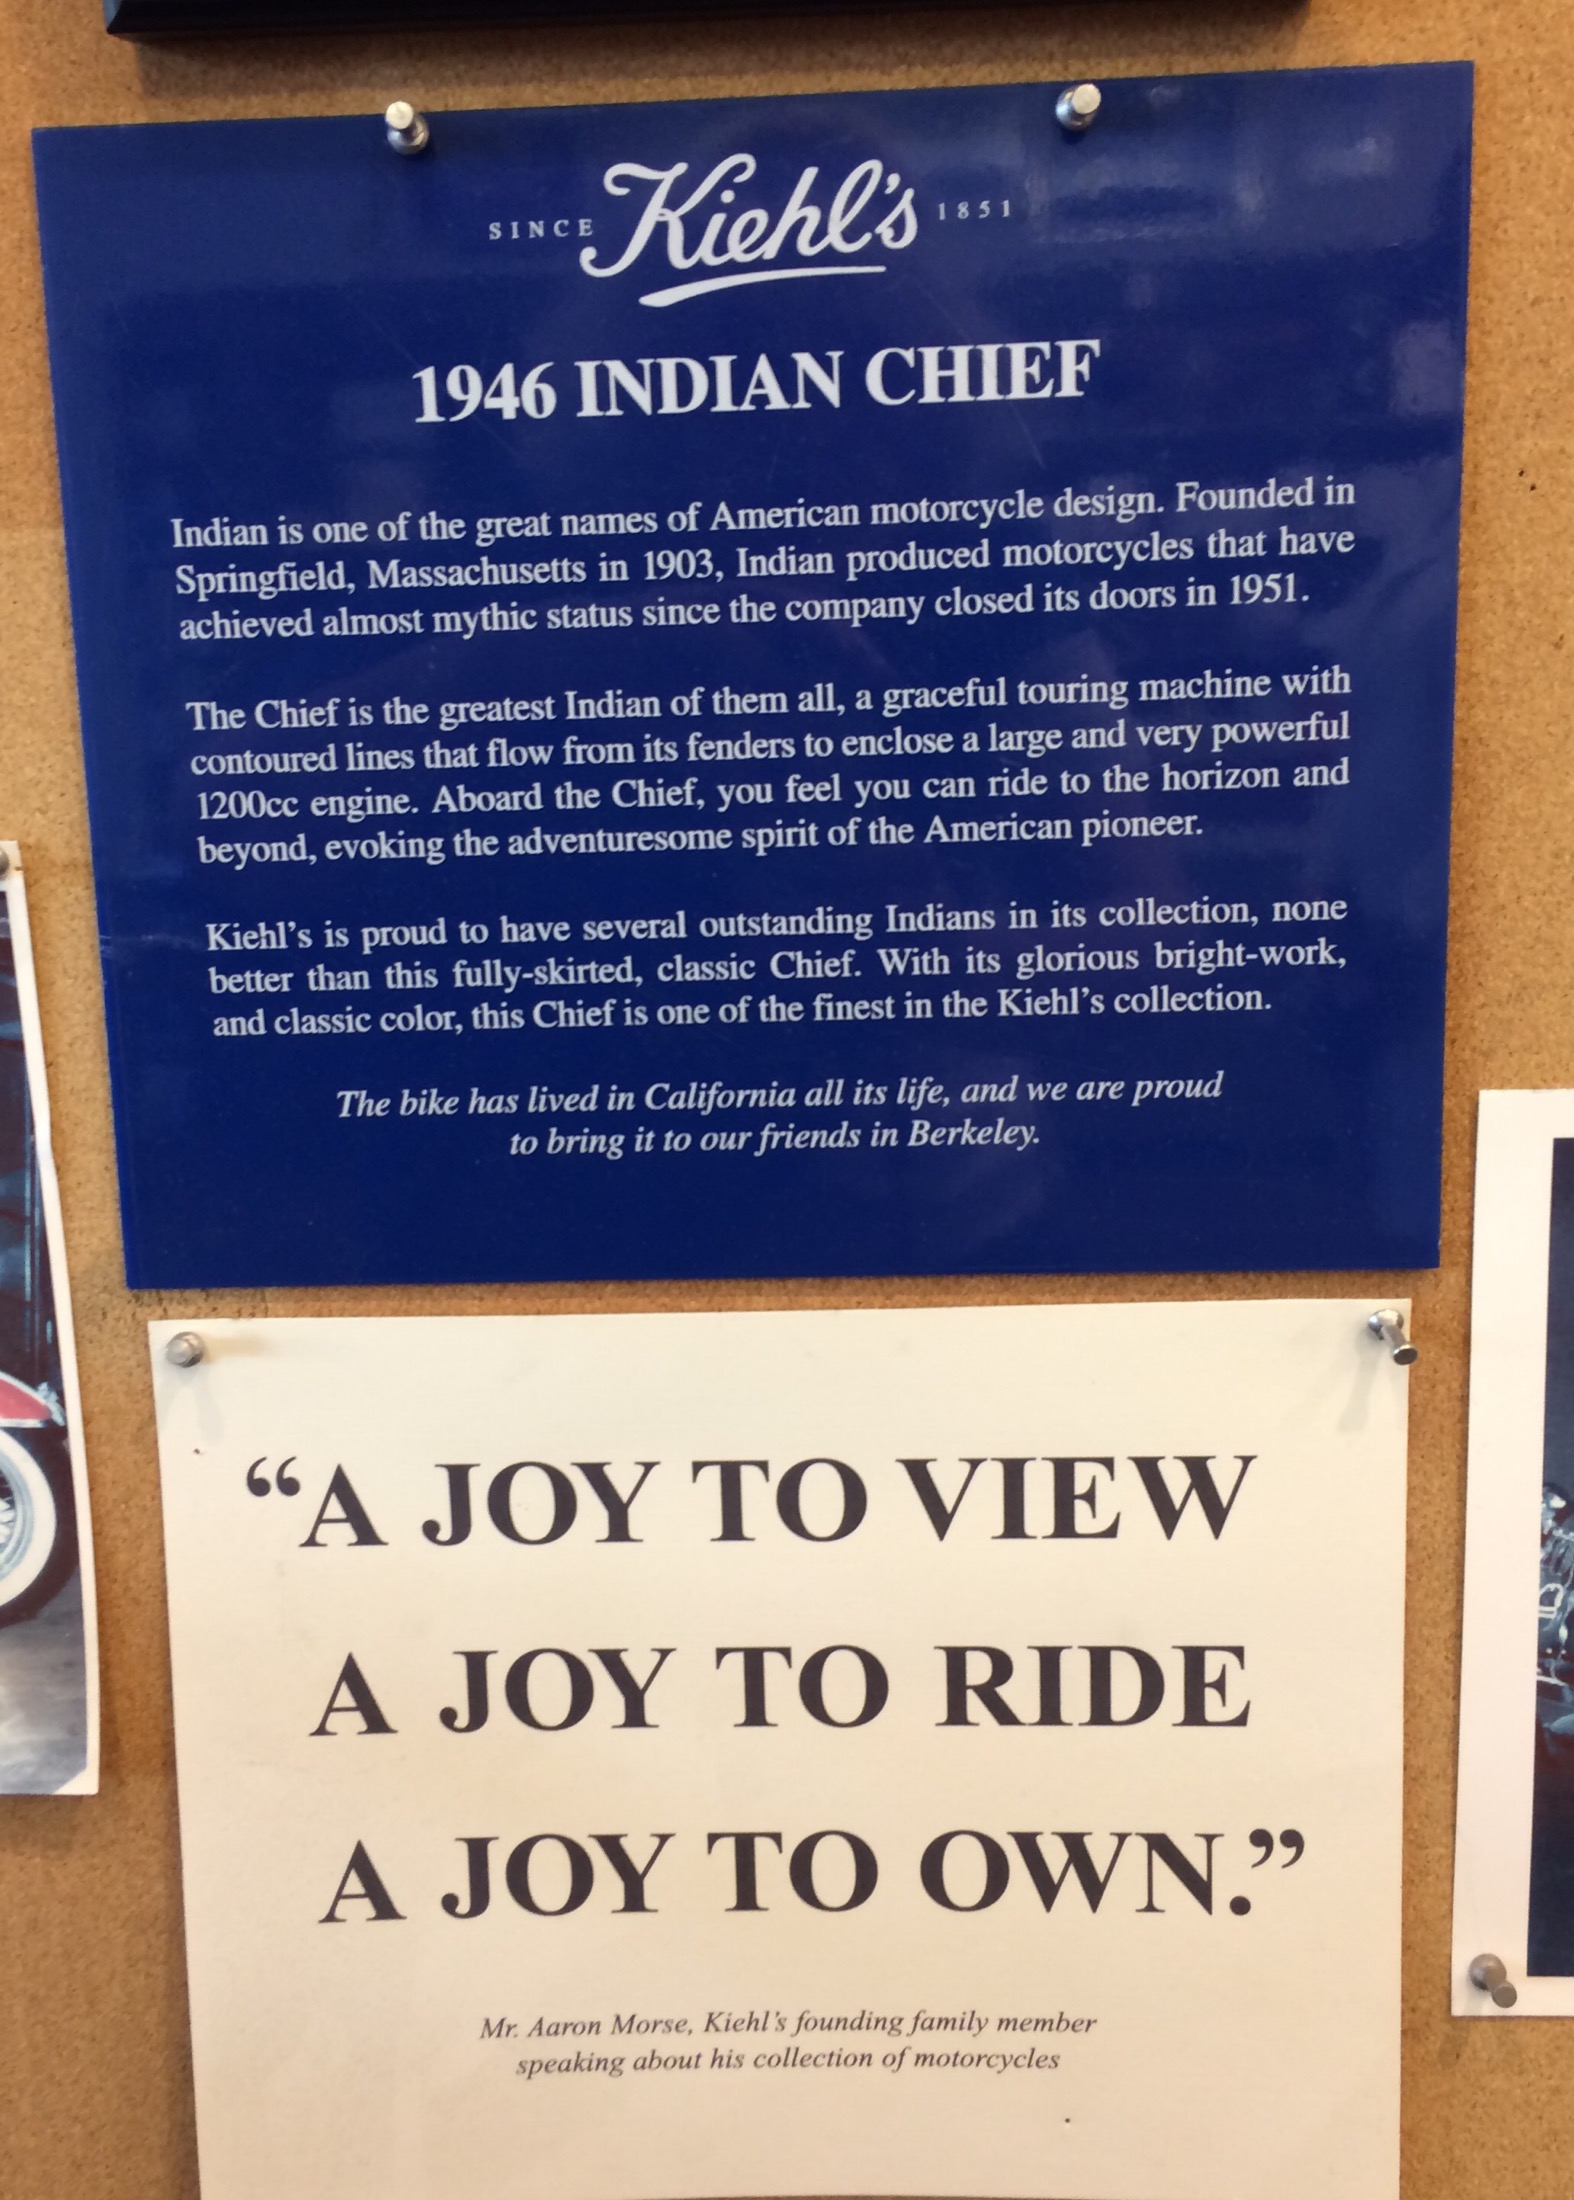 SINCE Kiehl's 1851
1946 INDIAN CHIEF
Indian is one of the great names of American motorcycle design. Founded in
Springfield, Massachusetts in 1903, Indian produced motorcycles that have
achieved almost mythic status since the company closed its doors in 1951.
The Chief is the greatest Indian of them all, a graceful touring machine with
contoured lines that flow from its fenders to enclose a large and very powerful
1200cc engine. Aboard the Chief, you feel you can ride to the horizon and
beyond, evoking the adventuresome spirit of the American pioneer.
Kiehl's is proud to have several outstanding Indians in its collection, none
better than this fully-skirted, classic Chief. With its glorious bright-work,
and classic color, this Chief is one of the finest in the Kiehl's collection.
The bike has lived in California all its life, and we are proud
to bring it to our friends in Berkeley.
“A JOY TO VIEW
A JOY TO RIDE
A JOY TO OWN.”
Mr. Aaron Morse, Kiehl's founding family member
speaking about his collection of motorcycles